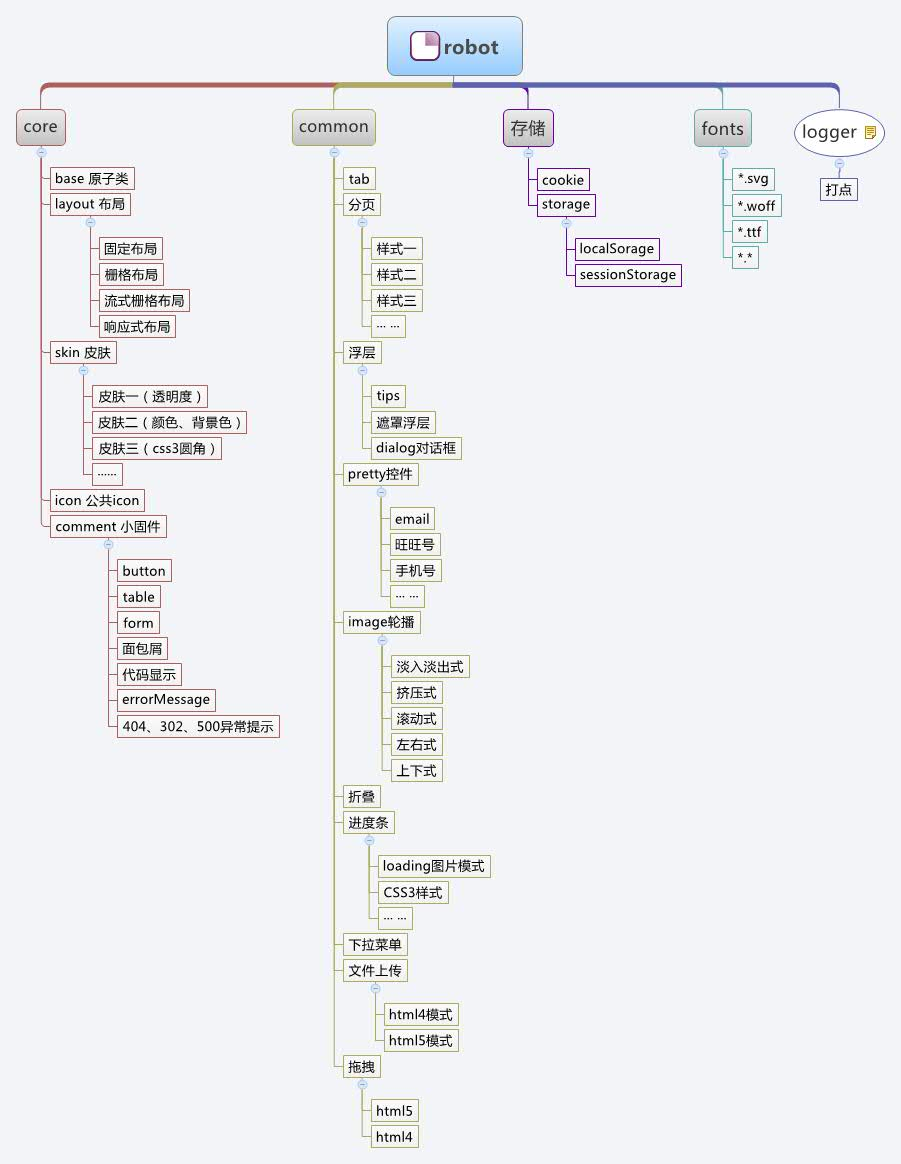 robot
core
base 原子类
layout 布局
固定布局
栅格布局
流式栅格布局
响应式布局
skin 皮肤
皮肤一（透明度）
皮肤二（颜色、背景色）
皮肤三（css3圆角）
······
icon 公共icon
comment 小固件
button
table
form
面包屑
代码显示
errorMessage
404、302、500异常提示
common
tab
分页
样式一
样式二
样式三
··· ···
浮层
tips
遮罩浮层
dialog对话框
pretty控件
email
旺旺号
手机号
··· ···
image轮播
淡入淡出式
挤压式
滚动式
左右式
上下式
折叠
进度条
loading图片模式
CSS3样式
··· ···
下拉菜单
文件上传
html4模式
html5模式
拖拽
html5
html4
存储
cookie
storage
localSorage
sessionStorage
fonts
*.svg
*.woff
*.ttf
*.*
logger
打点